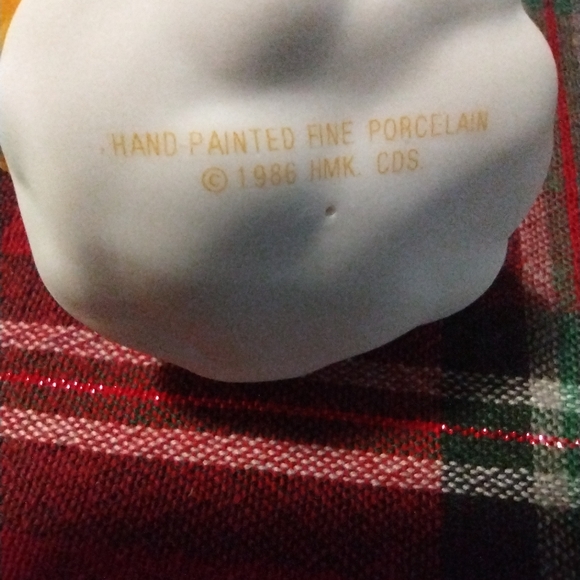 HAND PAINTED FINE PORCELAIN
© 1986 HMK. CDS.